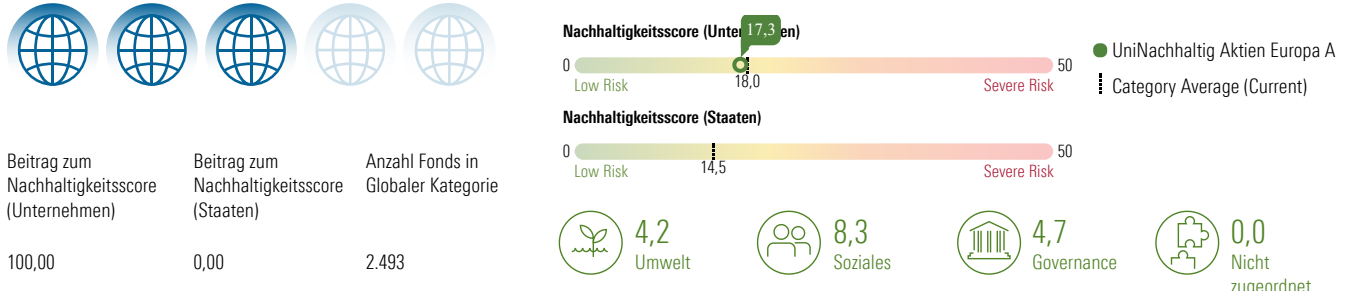 Nachhaltigkeitsscore (Unter en)
17,3
0
50
Low Risk
18,0
Severe Risk
UniNachhaltig Aktien Europa A
Category Average (Current)
Nachhaltigkeitsscore (Staaten)
0
50
Low Risk
14,5
Severe Risk
Beitrag zum
Nachhaltigkeitsscore
(Unternehmen)
100,00
Beitrag zum
Nachhaltigkeitsscore
(Staaten)
0,00
Anzahl Fonds in
Globaler Kategorie
2.493
4,2
Umwelt
8,3
Soziales
4,7
Governance
0,0
Nicht
zugeordnet